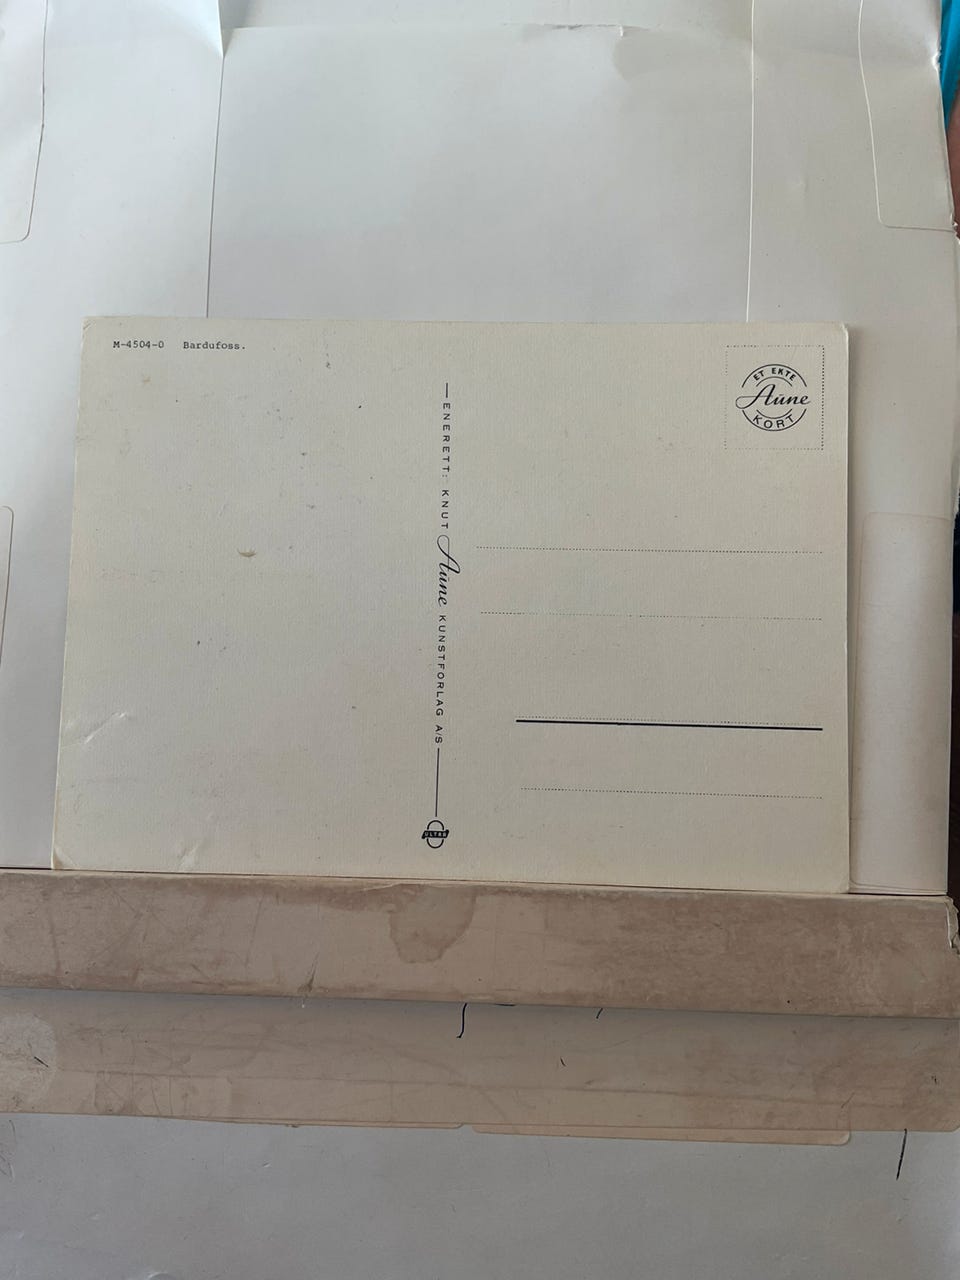 M-4504-0 Bardufoss.
ENERETT: KNUT Aune KUNSTFORLAG A/S
ULTRA
ET EKTE
Aune
KORT